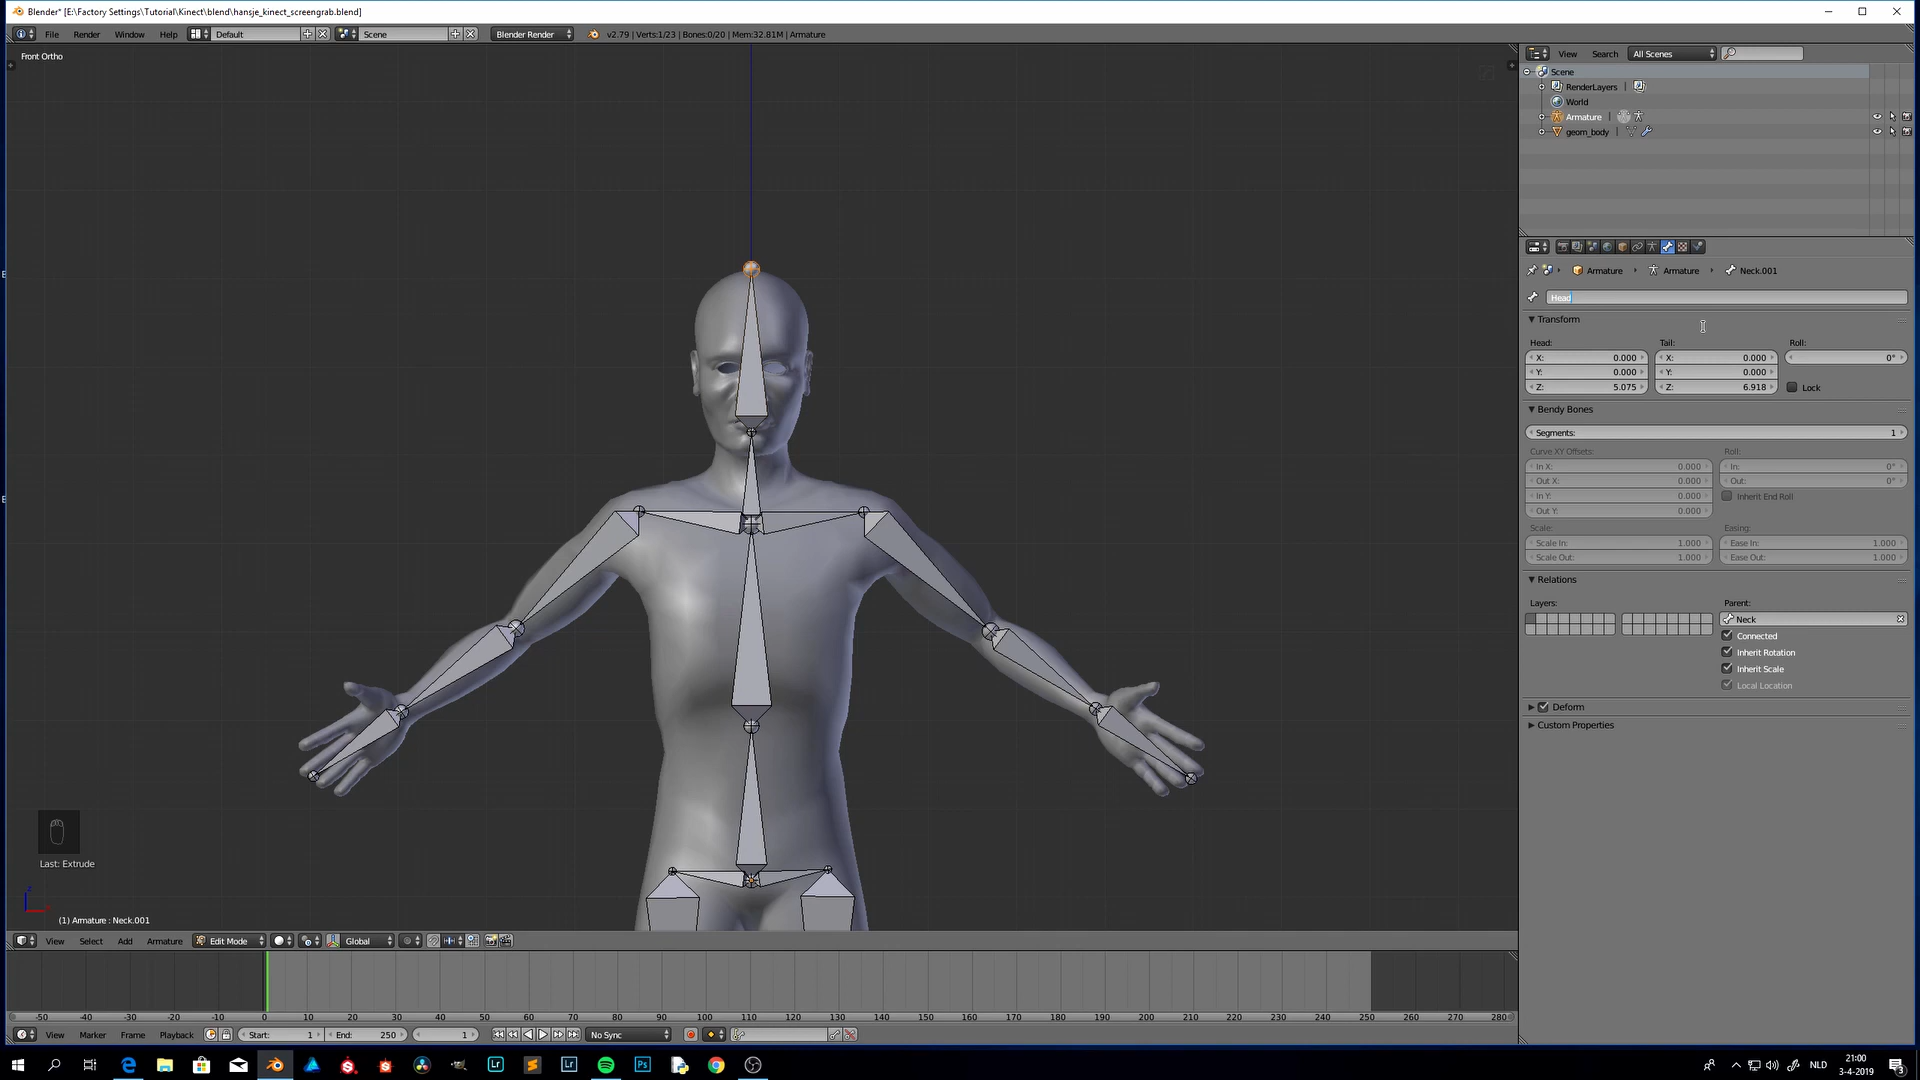 Blender* [E:\Factory Settings\Tutorial\Kinect\blend\hansje_kinect_screengrab.blend]
File Render Window Help Default Scene Blender Render v2.79 | Verts:1/23 | Bones:0/20 | Mem:32.81M | Armature
Front Ortho
View Search All Scenes
Scene
RenderLayers
World
Armature
geom_body
Armature Armature Neck.001
Head
Transform
Head: Tail: Roll:
X: 0.000 X: 0.000 0°
Y: 0.000 Y: 0.000
Z: 5.075 Z: 6.918 Lock
Bendy Bones
Segments: 1
Curve XY Offsets: Roll:
In X: 0.000 In: 0°
Out X: 0.000 Out: 0°
In Y: 0.000 Inherit End Roll
Out Y: 0.000
Scale: Easing:
Scale In: 1.000 Ease In: 1.000
Scale Out: 1.000 Ease Out: 1.000
Relations
Layers: Parent:
Neck
Connected
Inherit Rotation
Inherit Scale
Local Location
Deform
Custom Properties
Last: Extrude
(1) Armature : Neck.001
View Select Add Armature Edit Mode Global
-50 -40 -30 -20 -10 0 10 20 30 40 50 60 70 80 90 100 110 120 130 140 150 160 170 180 190 200 210 220 230 240 250 260 270 280
View Marker Frame Playback Start: 1 End: 250 1 No Sync
NLD
21:00
3-4-2019